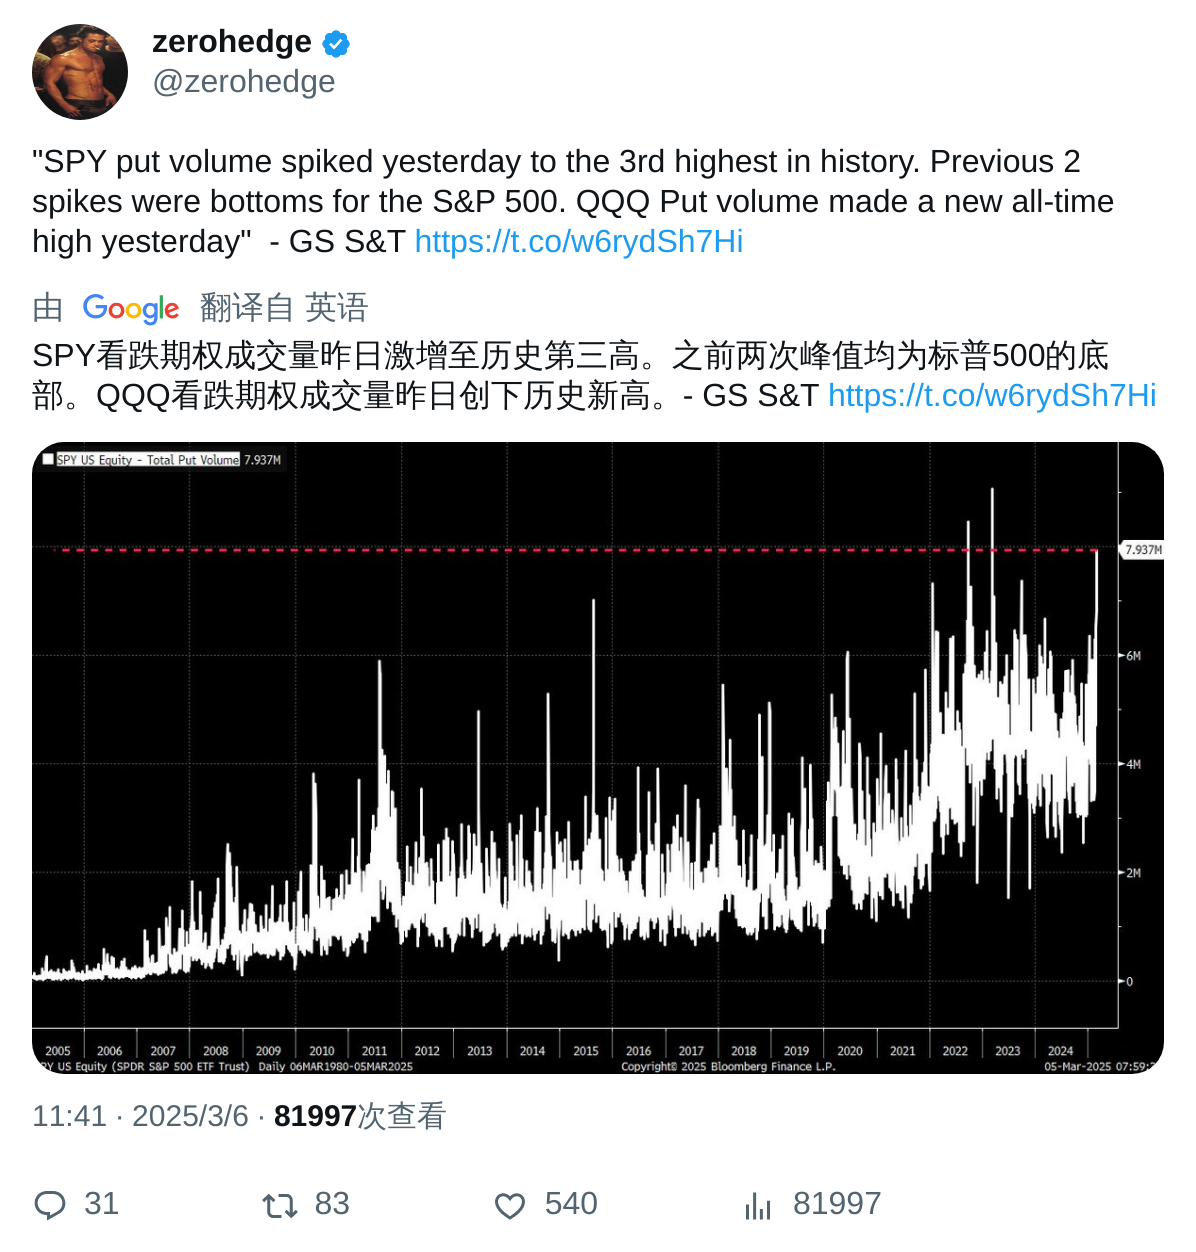 zerohedge
@zerohedge
"SPY put volume spiked yesterday to the 3rd highest in history. Previous 2
spikes were bottoms for the S&P 500. QQQ Put volume made a new all-time
high yesterday"  - GS S&T https://t.co/w6rydSh7Hi
由 Google 翻译自 英语
SPY看跌期权成交量昨日激增至历史第三高。之前两次峰值均为标普500的底
部。QQQ看跌期权成交量昨日创下历史新高。- GS S&T https://t.co/w6rydSh7Hi
SPY US Equity - Total Put Volume 7.937M
7.937M
6M
4M
2M
0
2005 2006 2007 2008 2009 2010 2011 2012 2013 2014 2015 2016 2017 2018 2019 2020 2021 2022 2023 2024
PY US Equity (SPDR S&P 500 ETF Trust) Daily 06MAR1980-05MAR2025 Copyright© 2025 Bloomberg Finance L.P. 05-Mar-2025 07:59:
11:41 · 2025/3/6 · 81997次查看
31 83 540 81997